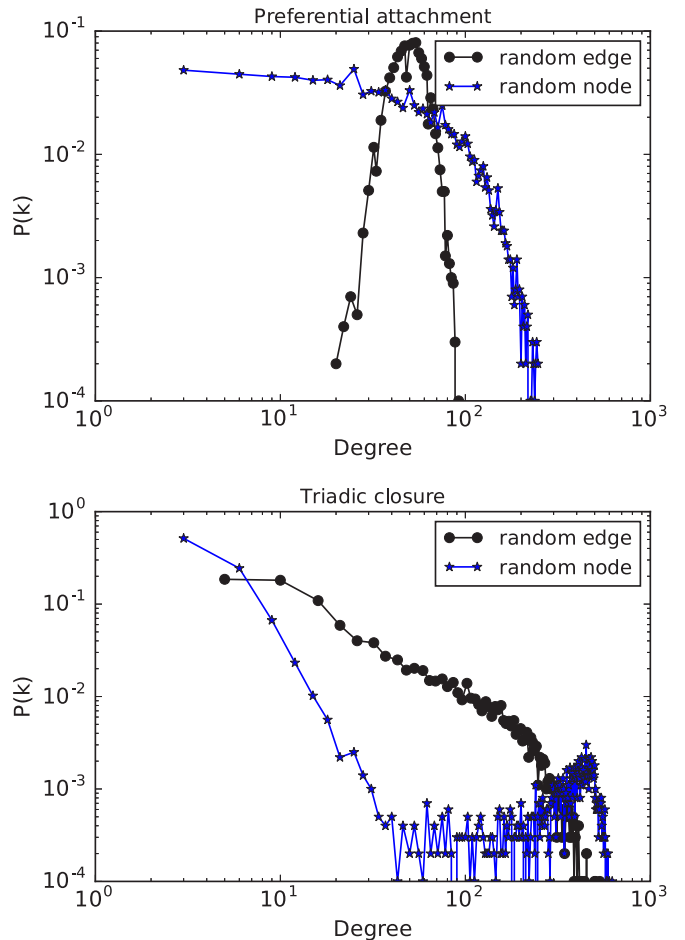 Preferential attachment
10^-1
random edge
random node
10^-2
P(k)
10^-3
10^-4
10^0 10^1 10^2 10^3
Degree
Triadic closure
10^0
random edge
random node
10^-1
10^-2
P(k)
10^-3
10^-4
10^0 10^1 10^2 10^3
Degree